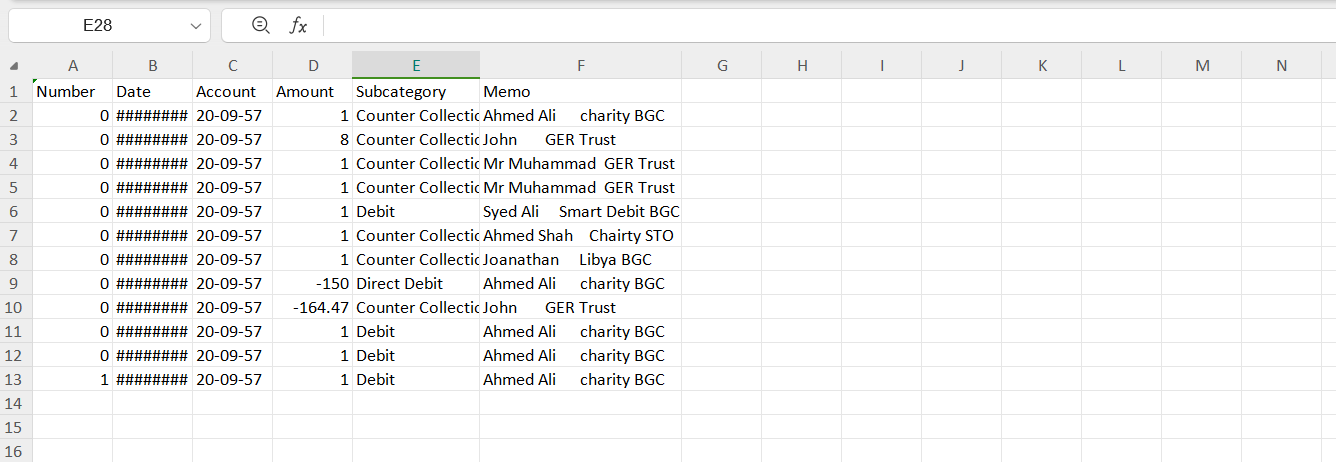 E28 fx
A B C D E F G H I J K L M N
1 Number Date Account Amount Subcategory Memo
2 0 ######## 20-09-57 1 Counter Collectic Ahmed Ali charity BGC
3 0 ######## 20-09-57 8 Counter Collectic John GER Trust
4 0 ######## 20-09-57 1 Counter Collectic Mr Muhammad GER Trust
5 0 ######## 20-09-57 1 Counter Collectic Mr Muhammad GER Trust
6 0 ######## 20-09-57 1 Debit Syed Ali Smart Debit BGC
7 0 ######## 20-09-57 1 Counter Collectic Ahmed Shah Chairty STO
8 0 ######## 20-09-57 1 Counter Collectic Joanathan Libya BGC
9 0 ######## 20-09-57 -150 Direct Debit Ahmed Ali charity BGC
10 0 ######## 20-09-57 -164.47 Counter Collectic John GER Trust
11 0 ######## 20-09-57 1 Debit Ahmed Ali charity BGC
12 0 ######## 20-09-57 1 Debit Ahmed Ali charity BGC
13 1 ######## 20-09-57 1 Debit Ahmed Ali charity BGC
14
15
16